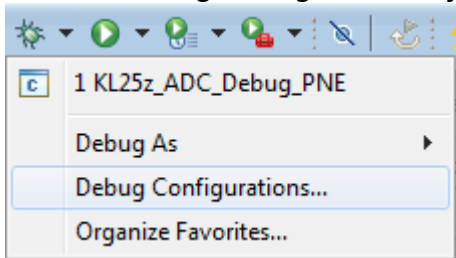 1 KL25z_ADC_Debug_PNE
Debug As
Debug Configurations...
Organize Favorites...